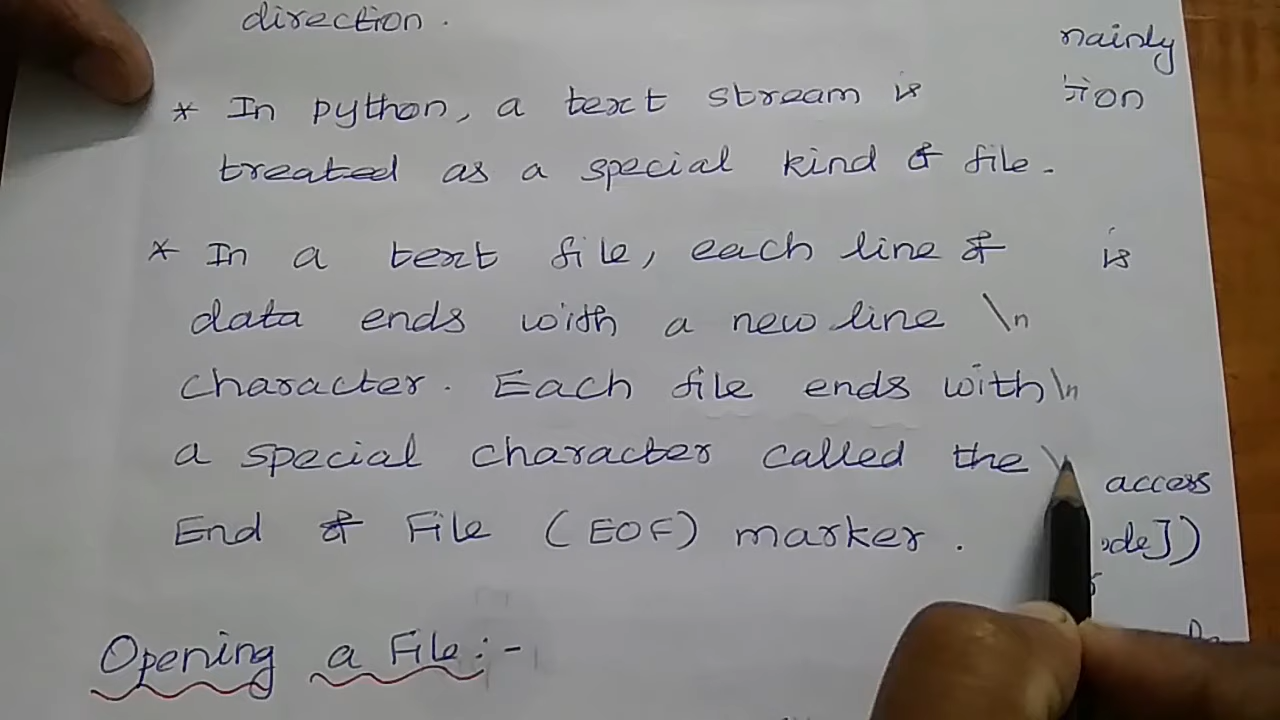 direction.
* In python, a text stream is
treated as a special kind of file.
* In a text file, each line of
data ends with a new line \n
character. Each file ends with \n
a special character called the \
End of File (EOF) marker.
Opening a File:-
nainly
tion
is
access
ode])